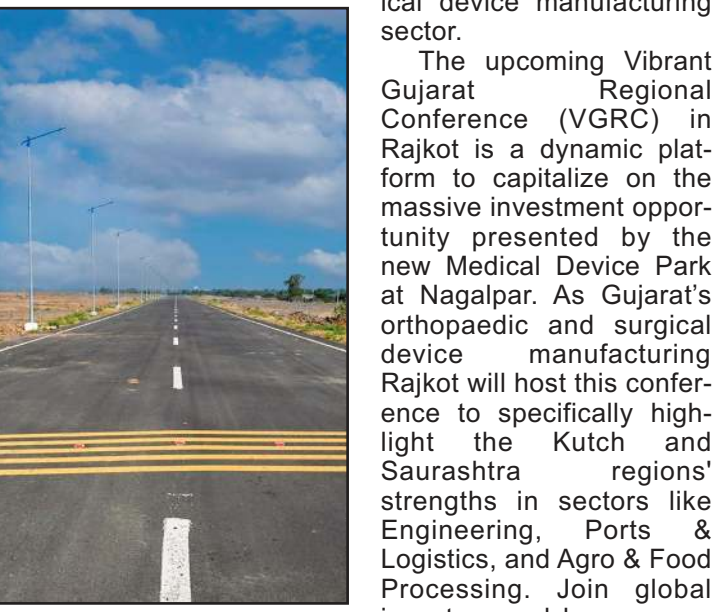 ical device manufacturing
sector.
The upcoming Vibrant
Gujarat Regional
Conference (VGRC) in
Rajkot is a dynamic plat-
form to capitalize on the
massive investment oppor-
tunity presented by the
new Medical Device Park
at Nagalpar. As Gujarat's
orthopaedic and surgical
device manufacturing
Rajkot will host this confer-
ence to specifically high-
light the Kutch and
Saurashtra regions'
strengths in sectors like
Engineering, Ports &
Logistics, and Agro & Food
Processing. Join global